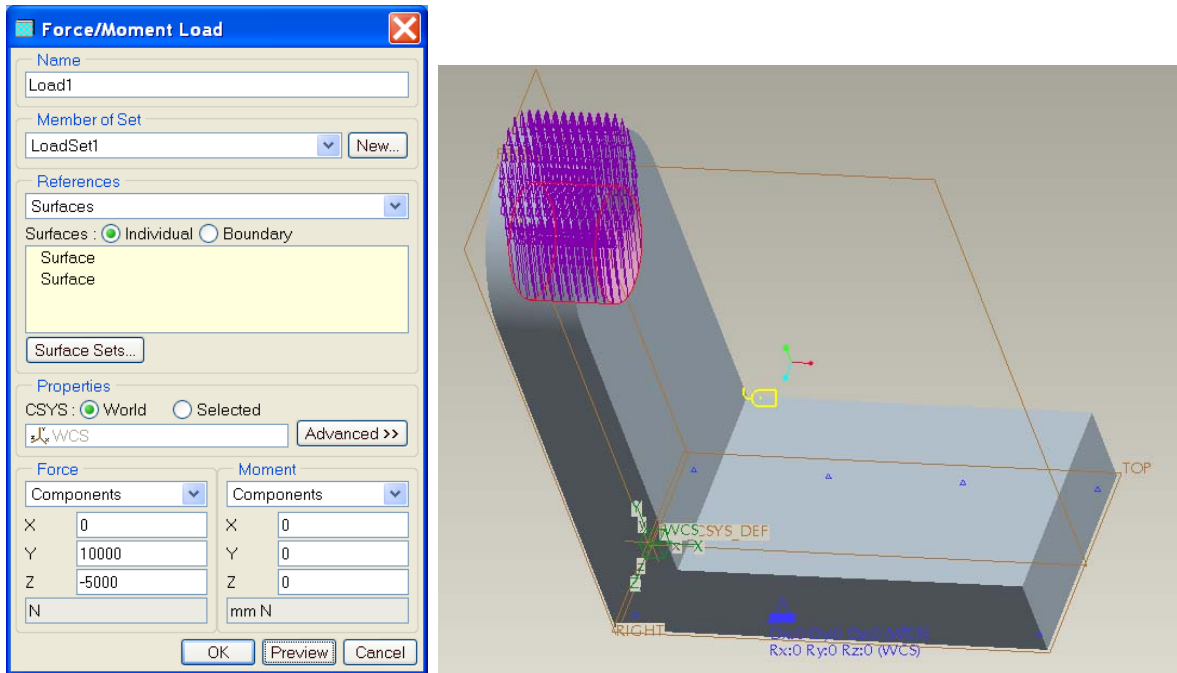 Force/Moment Load
Name
Load1
Member of Set
LoadSet1
New...
References
Surfaces
Surfaces : Individual Boundary
Surface
Surface
Surface Sets...
Properties
CSYS : World Selected
WCS
Advanced >>
Force
Moment
Components
Components
X 0
X 0
Y 10000
Y 0
Z -5000
Z 0
N
mm N
OK
Preview
Cancel
TOP
Y
WCS
CSYS_DEF
X
Z
Z
RIGHT
Rx:0 Ry:0 Rz:0 (WCS)